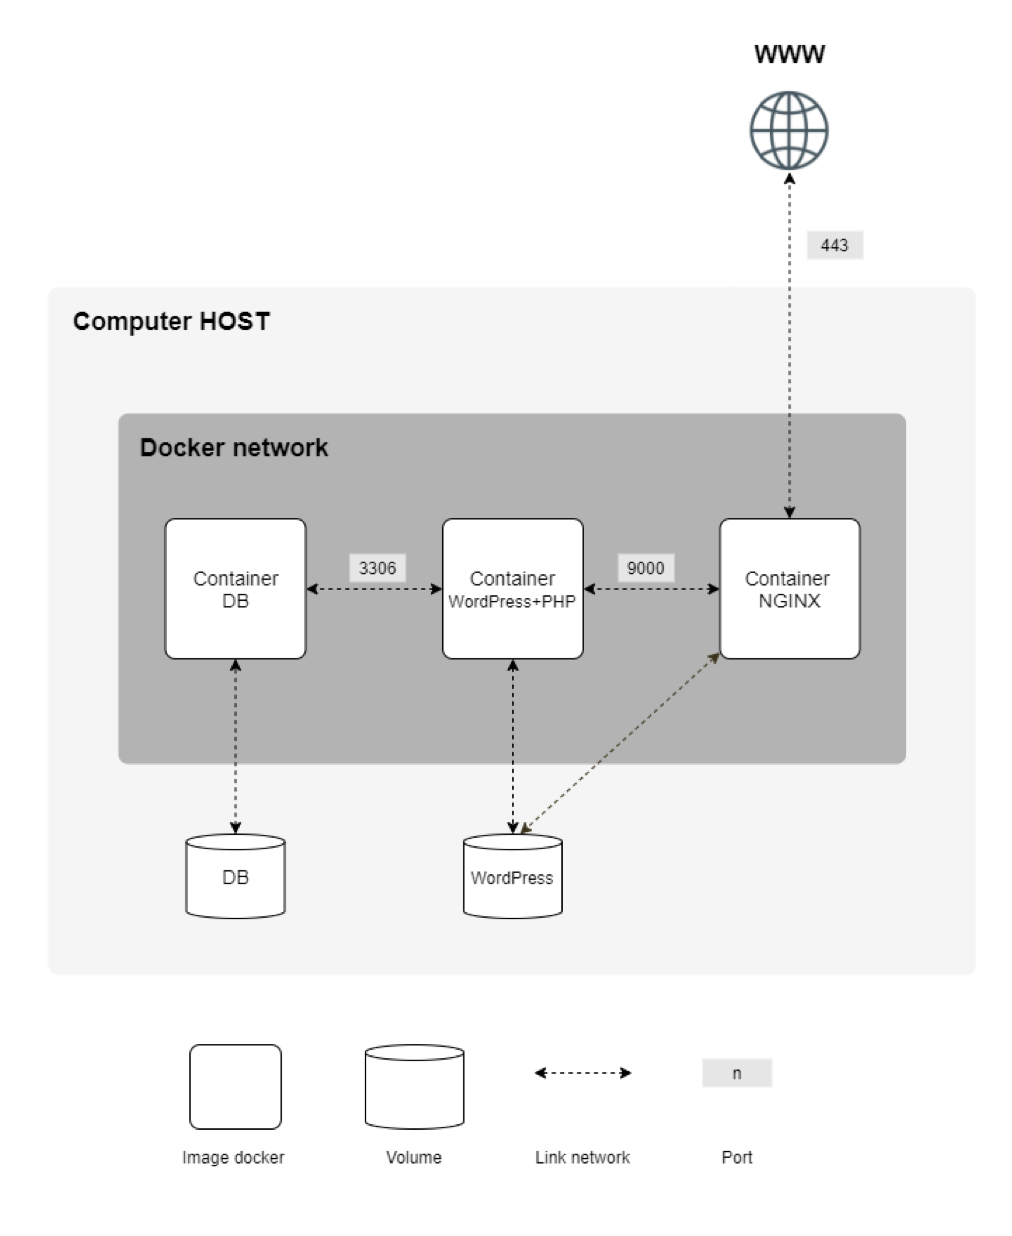 WWW
443
Computer HOST
Docker network
Container
DB
3306
Container
WordPress+PHP
9000
Container
NGINX
DB
WordPress
n
Image docker
Volume
Link network
Port